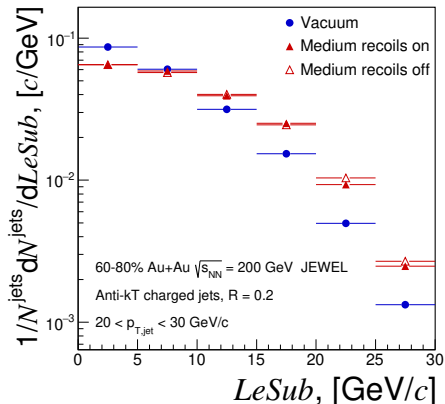 1/N^jets dN^jets/dLeSub, [c/GeV]
10^−1
10^−2
10^−3
Vacuum
Medium recoils on
Medium recoils off
60-80% Au+Au √s_NN = 200 GeV JEWEL
Anti-kT charged jets, R = 0.2
20 < p_T,jet < 30 GeV/c
0 5 10 15 20 25 30
LeSub, [GeV/c]